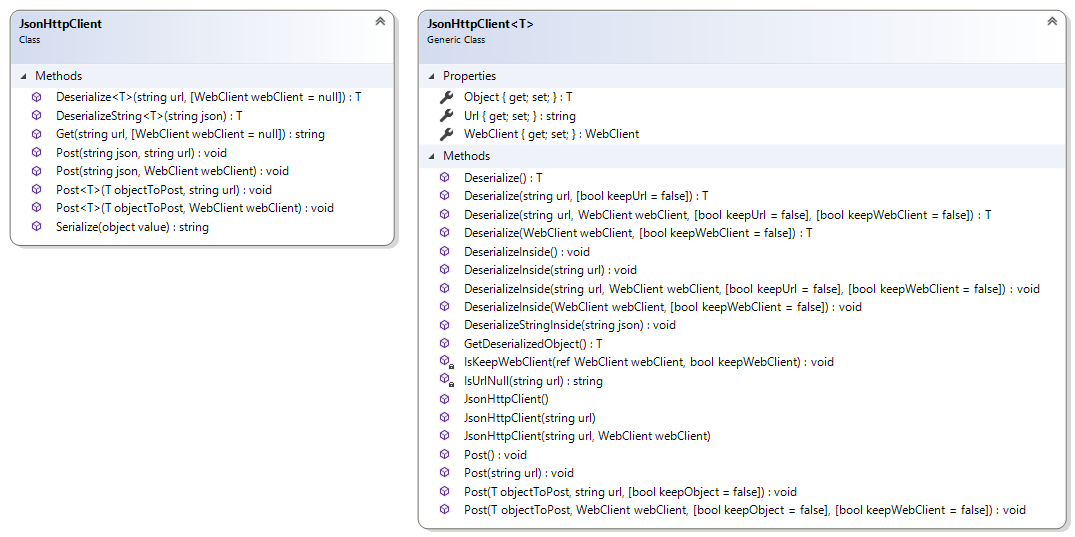 JsonHttpClient
Class
Methods
Deserialize<T>(string url, [WebClient webClient = null]) : T
DeserializeString<T>(string json) : T
Get(string url, [WebClient webClient = null]) : string
Post(string json, string url) : void
Post(string json, WebClient webClient) : void
Post<T>(T objectToPost, string url) : void
Post<T>(T objectToPost, WebClient webClient) : void
Serialize(object value) : string
JsonHttpClient<T>
Generic Class
Properties
Object { get; set; } : T
Url { get; set; } : string
WebClient { get; set; } : WebClient
Methods
Deserialize() : T
Deserialize(string url, [bool keepUrl = false]) : T
Deserialize(string url, WebClient webClient, [bool keepUrl = false], [bool keepWebClient = false]) : T
Deserialize(WebClient webClient, [bool keepWebClient = false]) : T
DeserializeInside() : void
DeserializeInside(string url) : void
DeserializeInside(string url, WebClient webClient, [bool keepUrl = false], [bool keepWebClient = false]) : void
DeserializeInside(WebClient webClient, [bool keepWebClient = false]) : void
DeserializeStringInside(string json) : void
GetDeserializedObject() : T
IsKeepWebClient(ref WebClient webClient, bool keepWebClient) : void
IsUrlNull(string url) : string
JsonHttpClient()
JsonHttpClient(string url)
JsonHttpClient(string url, WebClient webClient)
Post() : void
Post(string url) : void
Post(T objectToPost, string url, [bool keepObject = false]) : void
Post(T objectToPost, WebClient webClient, [bool keepObject = false], [bool keepWebClient = false]) : void